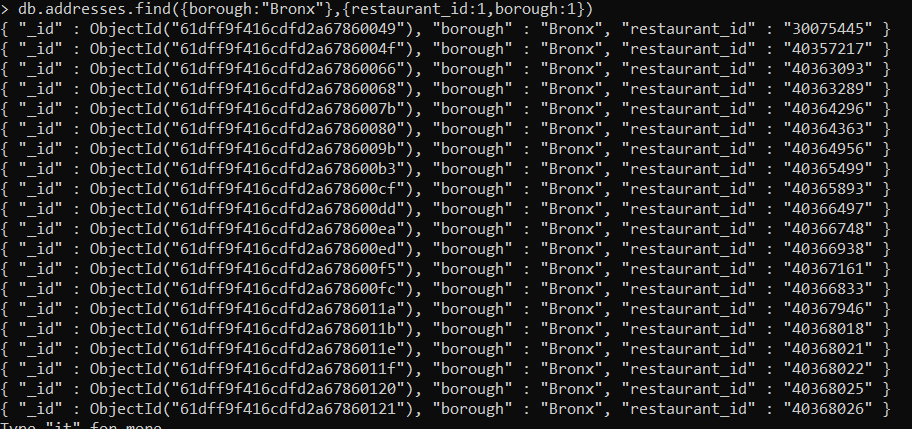 > db.addresses.find({borough:"Bronx"},{restaurant_id:1,borough:1})
{ "_id" : ObjectId("61dff9f416cdfd2a67860049"), "borough" : "Bronx", "restaurant_id" : "30075445" }
{ "_id" : ObjectId("61dff9f416cdfd2a6786004f"), "borough" : "Bronx", "restaurant_id" : "40357217" }
{ "_id" : ObjectId("61dff9f416cdfd2a67860066"), "borough" : "Bronx", "restaurant_id" : "40363093" }
{ "_id" : ObjectId("61dff9f416cdfd2a67860068"), "borough" : "Bronx", "restaurant_id" : "40363289" }
{ "_id" : ObjectId("61dff9f416cdfd2a6786007b"), "borough" : "Bronx", "restaurant_id" : "40364296" }
{ "_id" : ObjectId("61dff9f416cdfd2a67860080"), "borough" : "Bronx", "restaurant_id" : "40364363" }
{ "_id" : ObjectId("61dff9f416cdfd2a6786009b"), "borough" : "Bronx", "restaurant_id" : "40364956" }
{ "_id" : ObjectId("61dff9f416cdfd2a678600b3"), "borough" : "Bronx", "restaurant_id" : "40365499" }
{ "_id" : ObjectId("61dff9f416cdfd2a678600cf"), "borough" : "Bronx", "restaurant_id" : "40365893" }
{ "_id" : ObjectId("61dff9f416cdfd2a678600dd"), "borough" : "Bronx", "restaurant_id" : "40366497" }
{ "_id" : ObjectId("61dff9f416cdfd2a678600ea"), "borough" : "Bronx", "restaurant_id" : "40366748" }
{ "_id" : ObjectId("61dff9f416cdfd2a678600ed"), "borough" : "Bronx", "restaurant_id" : "40366938" }
{ "_id" : ObjectId("61dff9f416cdfd2a678600f5"), "borough" : "Bronx", "restaurant_id" : "40367161" }
{ "_id" : ObjectId("61dff9f416cdfd2a678600fc"), "borough" : "Bronx", "restaurant_id" : "40366833" }
{ "_id" : ObjectId("61dff9f416cdfd2a6786011a"), "borough" : "Bronx", "restaurant_id" : "40367946" }
{ "_id" : ObjectId("61dff9f416cdfd2a6786011b"), "borough" : "Bronx", "restaurant_id" : "40368018" }
{ "_id" : ObjectId("61dff9f416cdfd2a6786011e"), "borough" : "Bronx", "restaurant_id" : "40368021" }
{ "_id" : ObjectId("61dff9f416cdfd2a6786011f"), "borough" : "Bronx", "restaurant_id" : "40368022" }
{ "_id" : ObjectId("61dff9f416cdfd2a67860120"), "borough" : "Bronx", "restaurant_id" : "40368025" }
{ "_id" : ObjectId("61dff9f416cdfd2a67860121"), "borough" : "Bronx", "restaurant_id" : "40368026" }
Type "it" for more